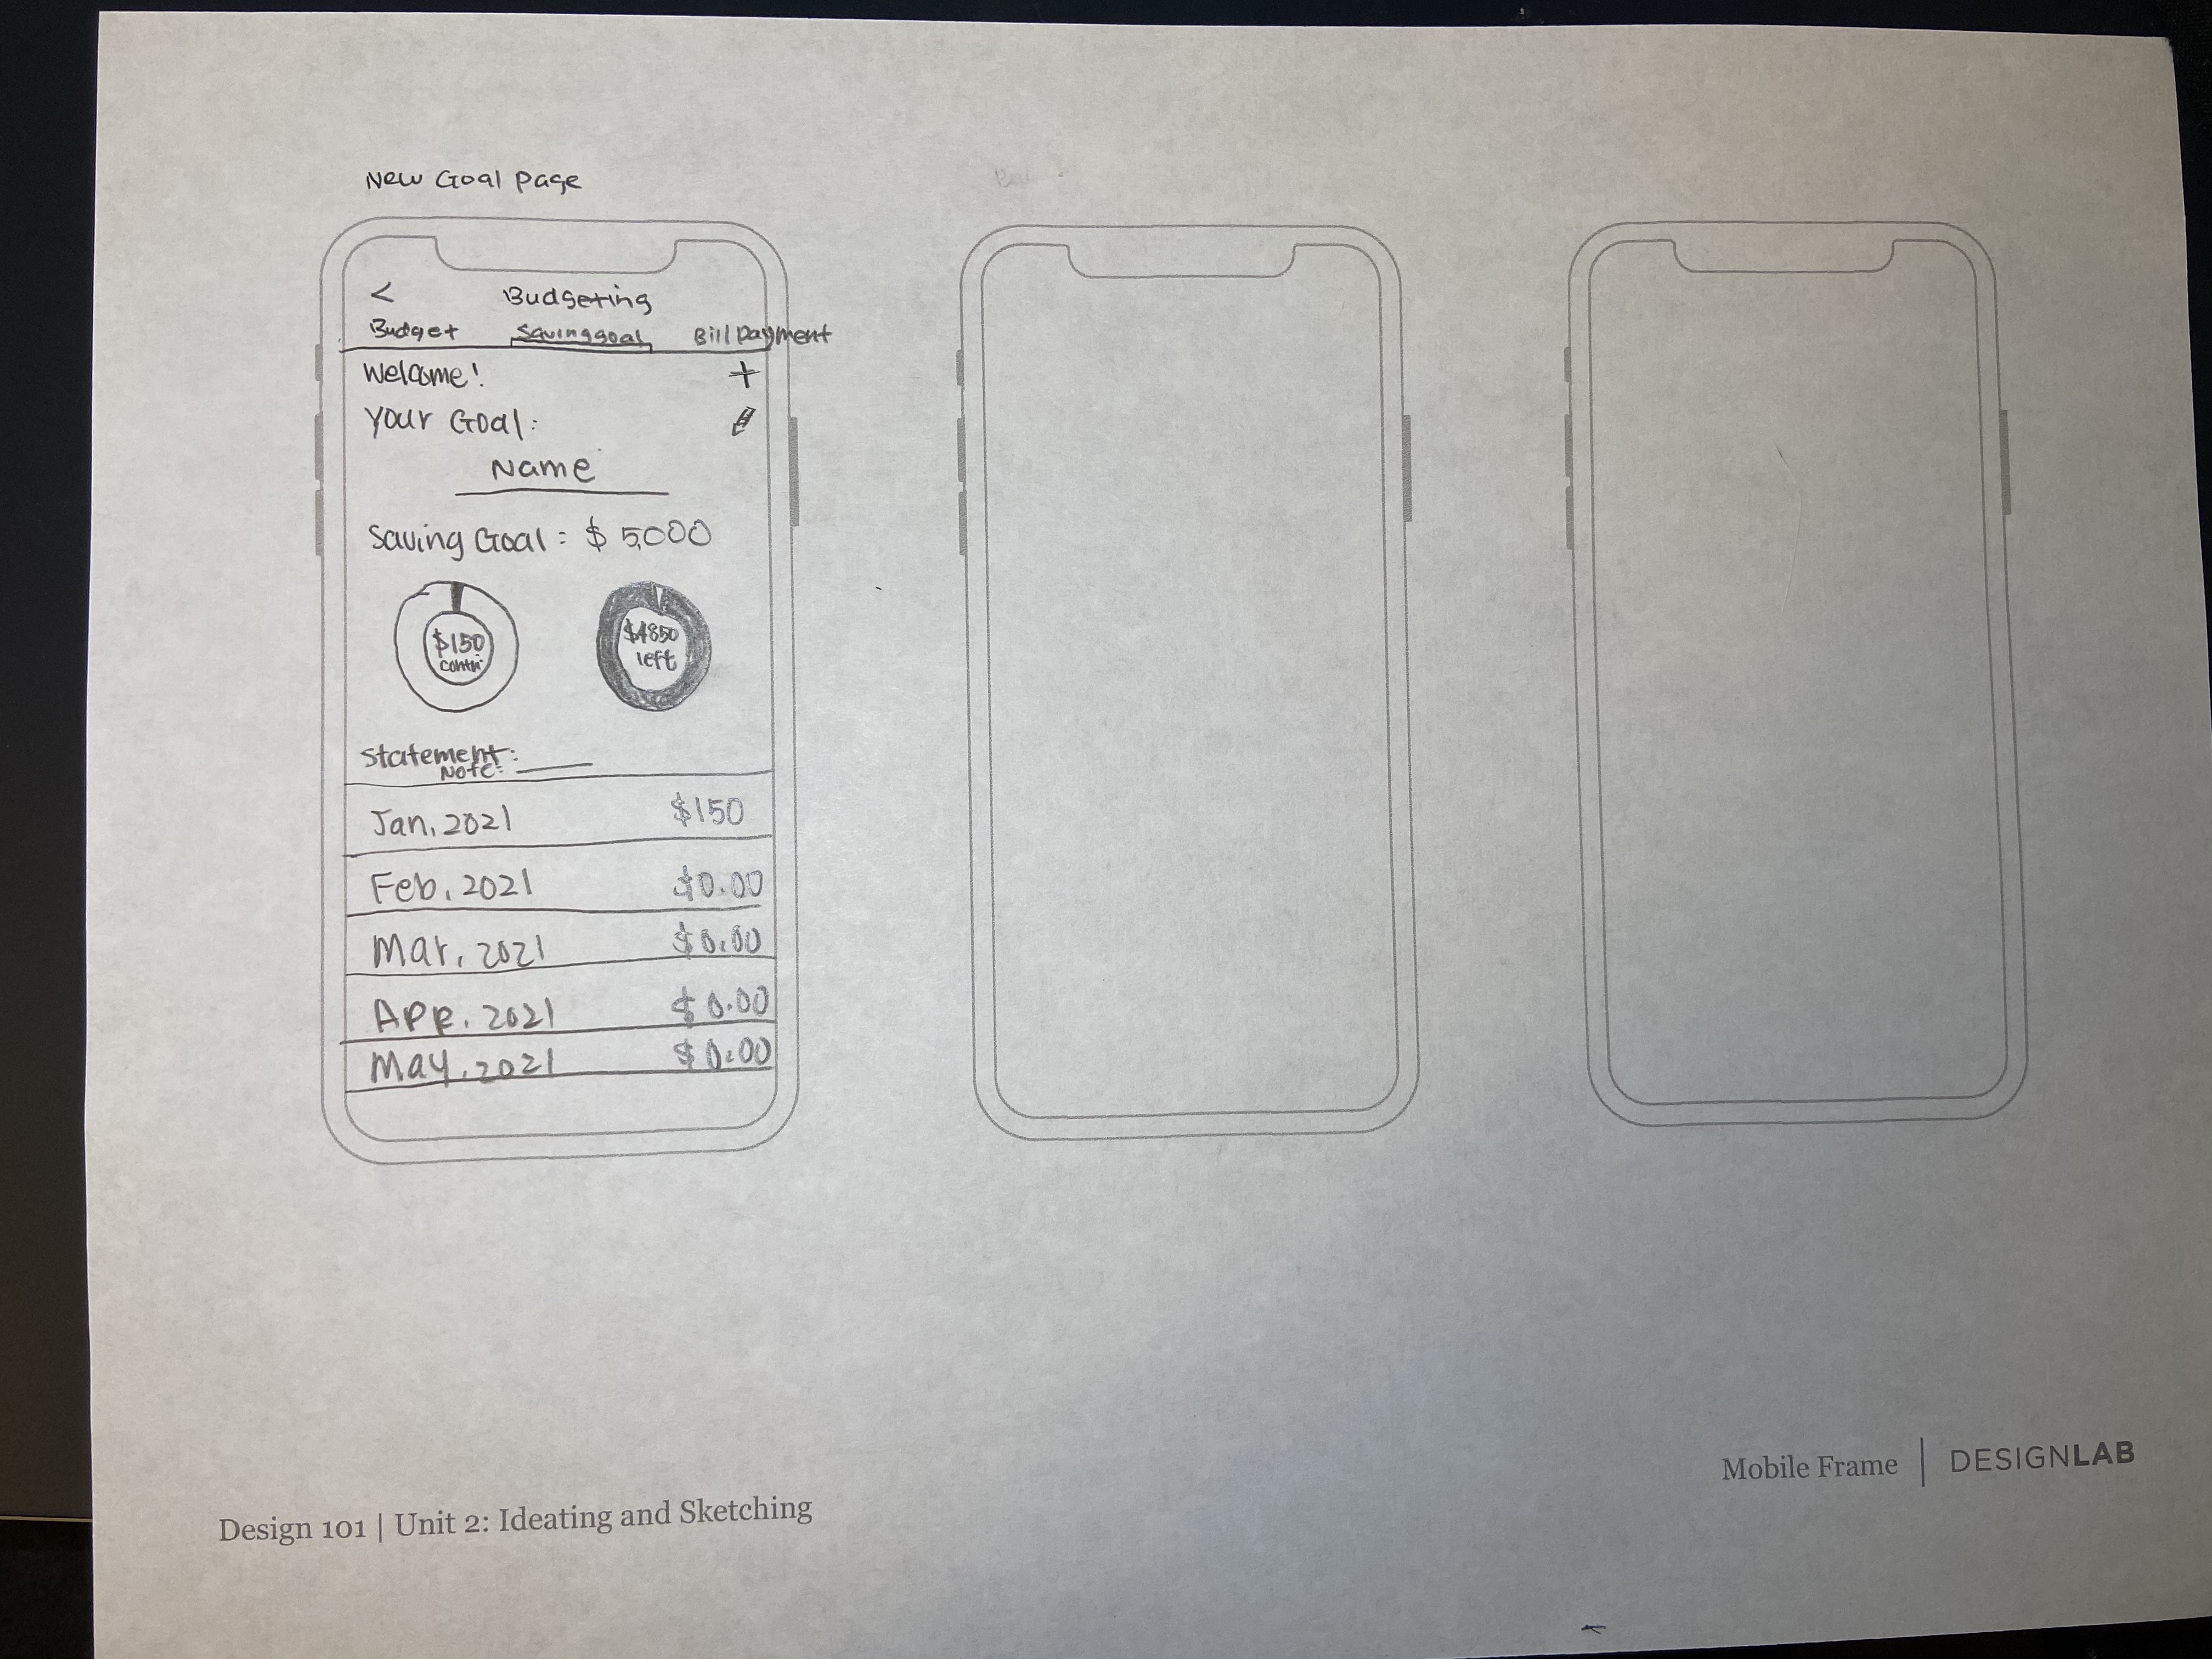 New Goal page
<
Budgeting
Budget Saving goal Bill payment
Welcome! +
Your Goal:
Name
Saving Goal: $ 5,000
$150 contri
$4850 left
Statement:
Note:
Jan, 2021 $150
Feb, 2021 $0.00
Mar, 2021 $0.00
Apr. 2021 $0.00
May, 2021 $0.00
Mobile Frame | DESIGNLAB
Design 101 | Unit 2: Ideating and Sketching